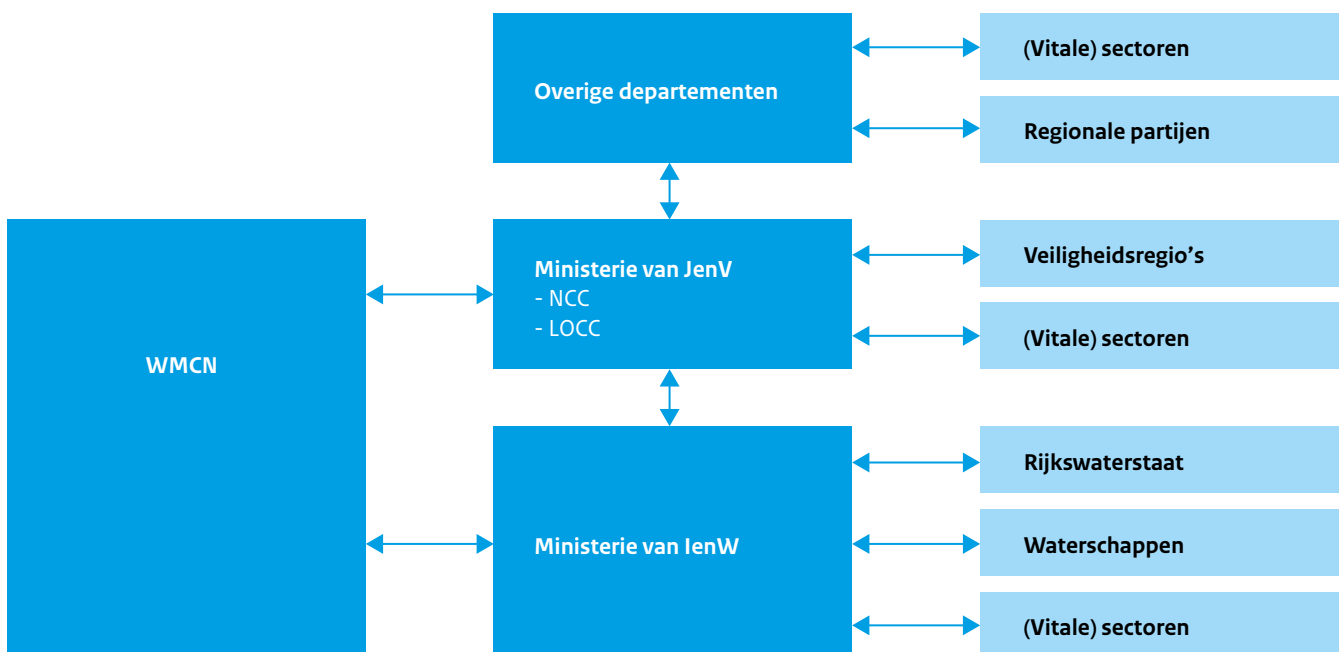 Overige departementen
(Vitale) sectoren
Regionale partijen
WMCN
Ministerie van JenV
- NCC
- LOCC
Veiligheidsregio’s
(Vitale) sectoren
Ministerie van IenW
Rijkswaterstaat
Waterschappen
(Vitale) sectoren